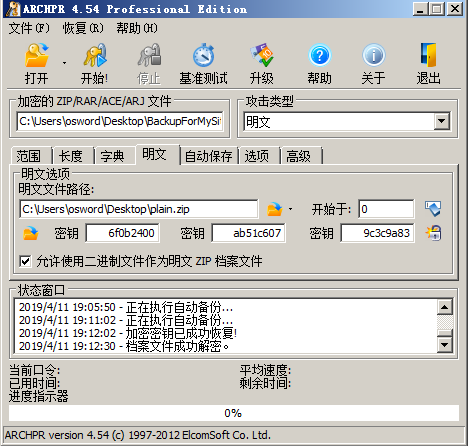 ARCHPR 4.54 Professional Edition
文件(F) 恢复(R) 帮助(H)
打开 开始! 停止 基准测试 升级 帮助 关于 退出
加密的 ZIP/RAR/ACE/ARJ 文件 攻击类型
C:\Users\osword\Desktop\BackupForMySit 明文
范围 长度 字典 明文 自动保存 选项 高级
明文选项
明文文件路径:
C:\Users\osword\Desktop\plain.zip 开始于: 0
密钥 6f0b2400 密钥 ab51c607 密钥 9c3c9a83
允许使用二进制文件作为明文 ZIP 档案文件
状态窗口
2019/4/11 19:05:50 - 正在执行自动备份...
2019/4/11 19:11:02 - 正在执行自动备份...
2019/4/11 19:12:02 - 加密密钥已成功恢复!
2019/4/11 19:12:30 - 档案文件成功解密。
当前口令: 平均速度:
已用时间: 剩余时间:
进度指示器
0%
ARCHPR version 4.54 (c) 1997-2012 ElcomSoft Co. Ltd.